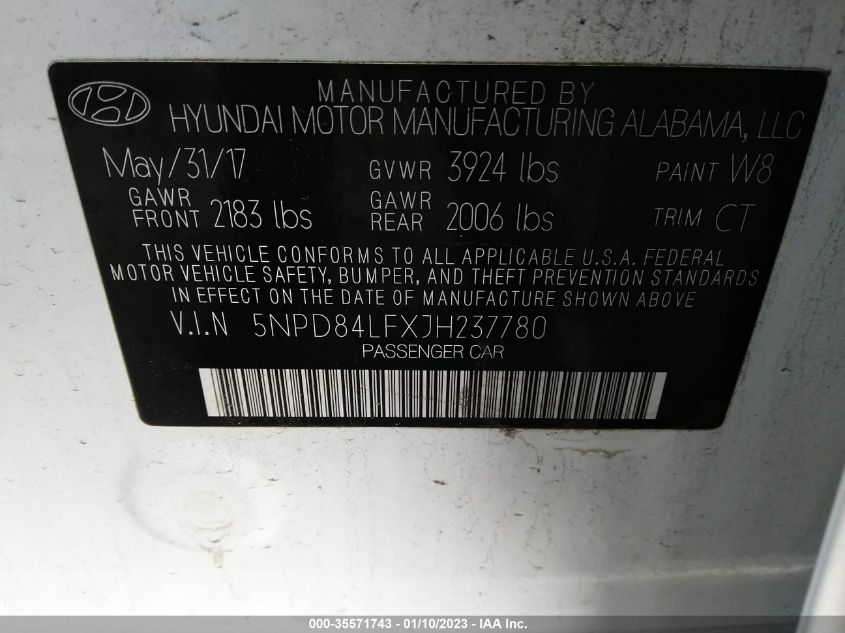 MANUFACTURED BY
HYUNDAI MOTOR MANUFACTURING ALABAMA, LLC
May/31/17 GVWR 3924 lbs PAINT W8
GAWR FRONT 2183 lbs GAWR REAR 2006 lbs TRIM CT
THIS VEHICLE CONFORMS TO ALL APPLICABLE U.S.A. FEDERAL
MOTOR VEHICLE SAFETY, BUMPER, AND THEFT PREVENTION STANDARDS
IN EFFECT ON THE DATE OF MANUFACTURE SHOWN ABOVE
V.I.N 5NPD84LFXJH237780
PASSENGER CAR
000-35571743 - 01/10/2023 - IAA Inc.